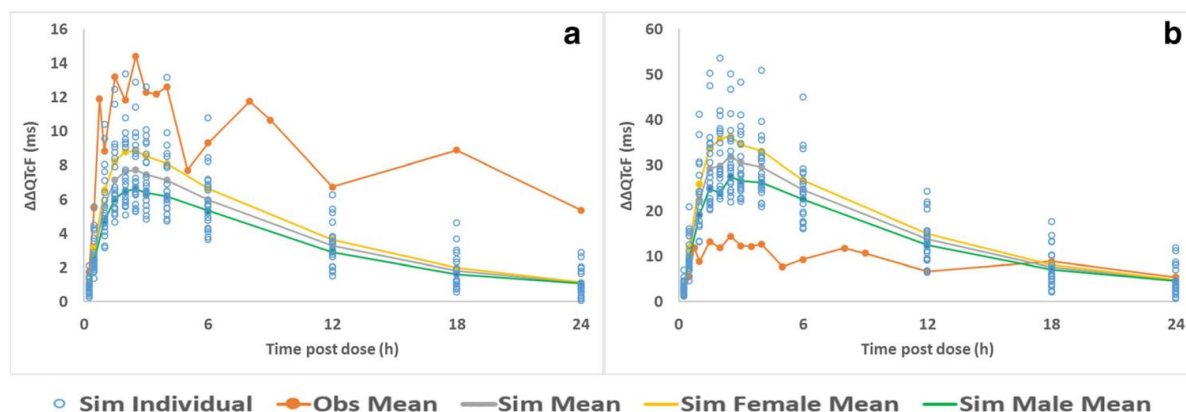 a
16
14
12
10
8
6
4
2
0
ΔΔQTcF (ms)
0 6 12 18 24
Time post dose (h)
b
60
50
40
30
20
10
0
ΔΔQTcF (ms)
0 6 12 18 24
Time post dose (h)
Sim Individual Obs Mean Sim Mean Sim Female Mean Sim Male Mean